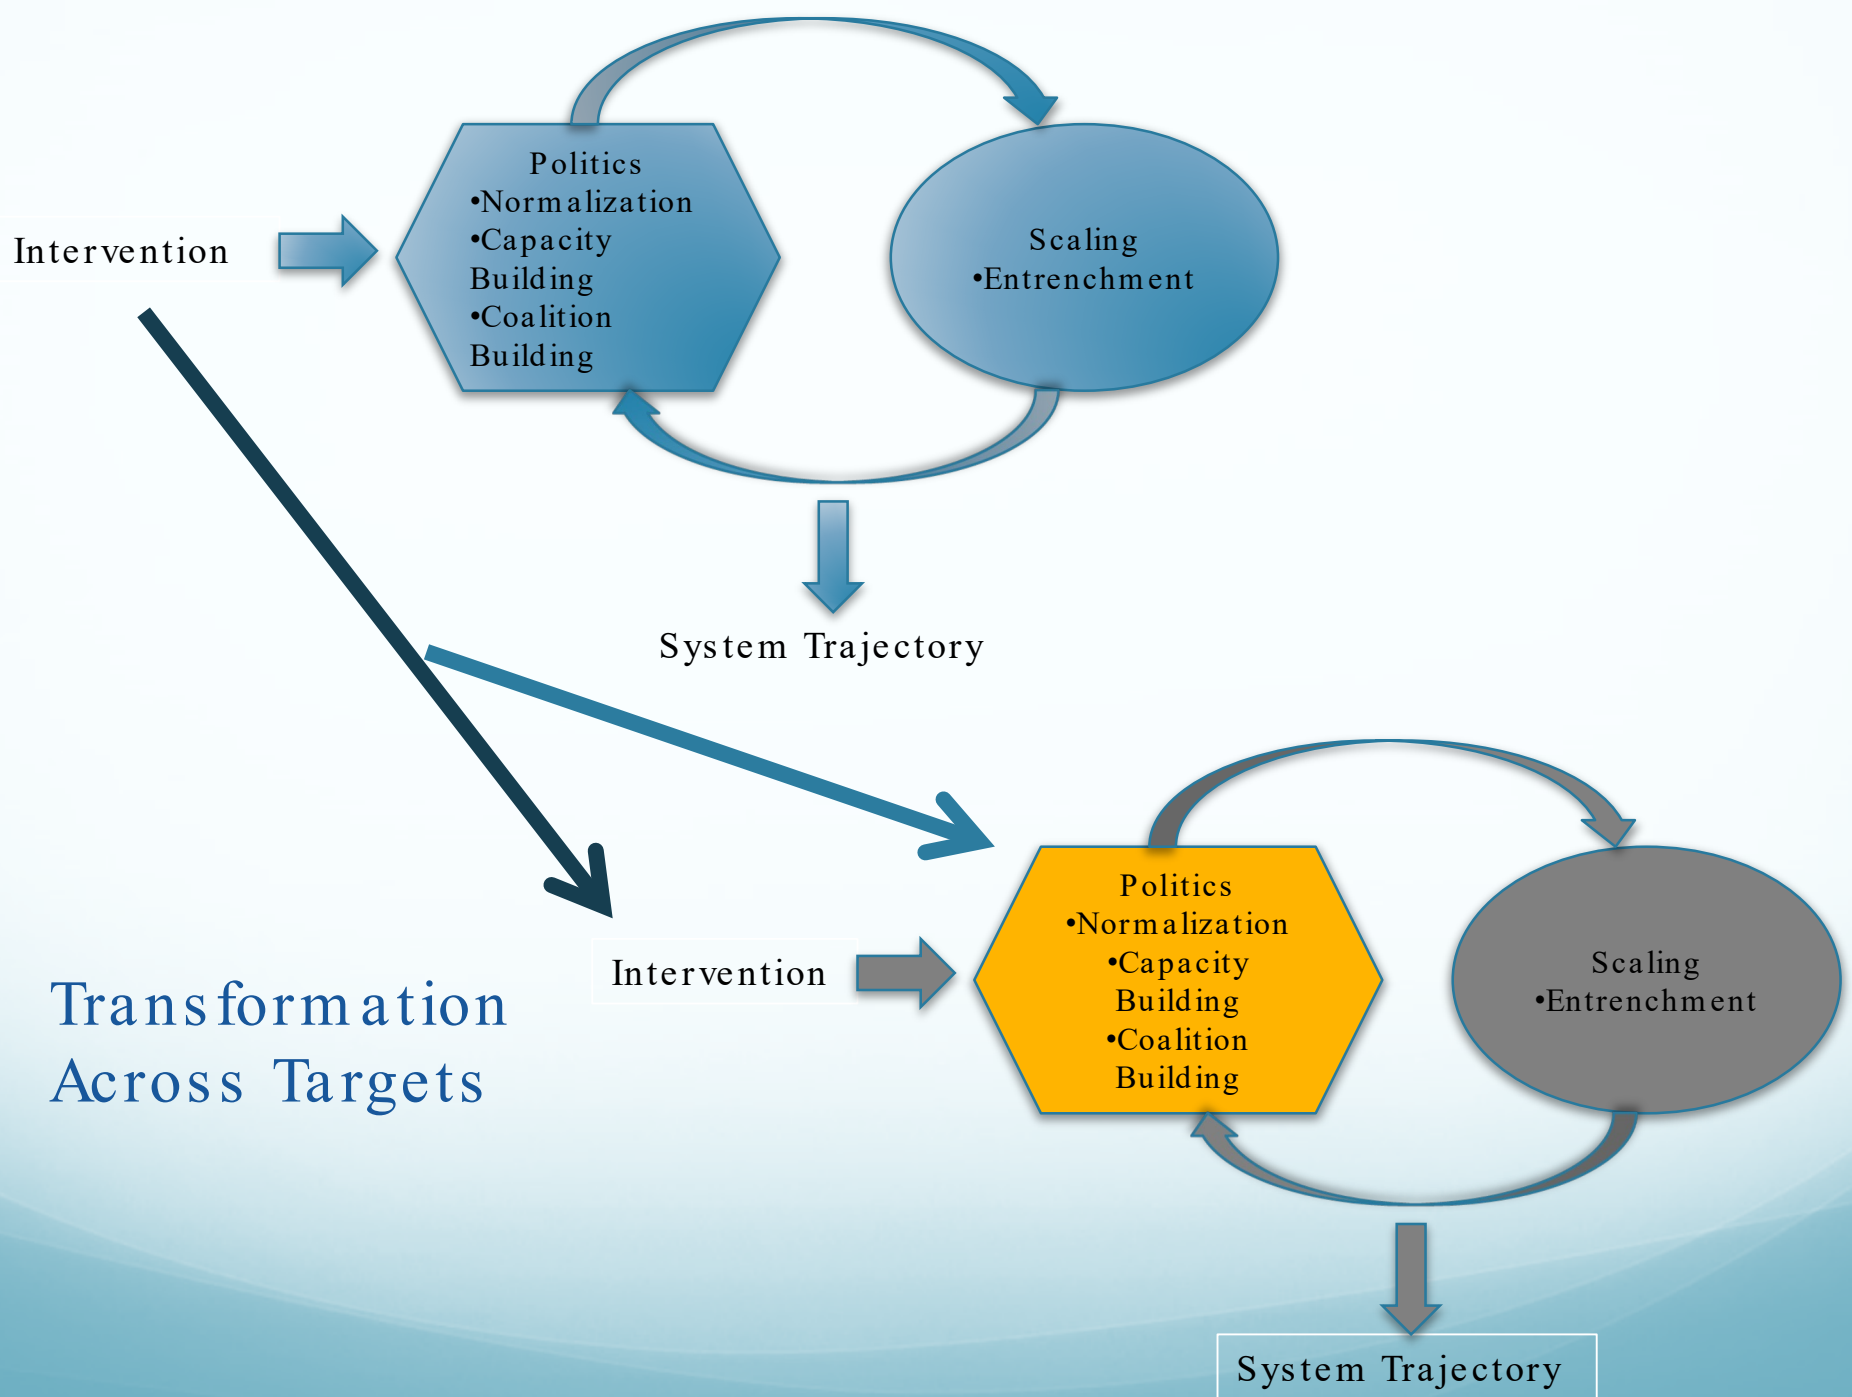 Politics
•Normalization
•Capacity
Building
•Coalition
Building
Scaling
•Entrenchment
Intervention
System Trajectory
Politics
•Normalization
•Capacity
Building
•Coalition
Building
Scaling
•Entrenchment
Intervention
Transformation
Across Targets
System Trajectory